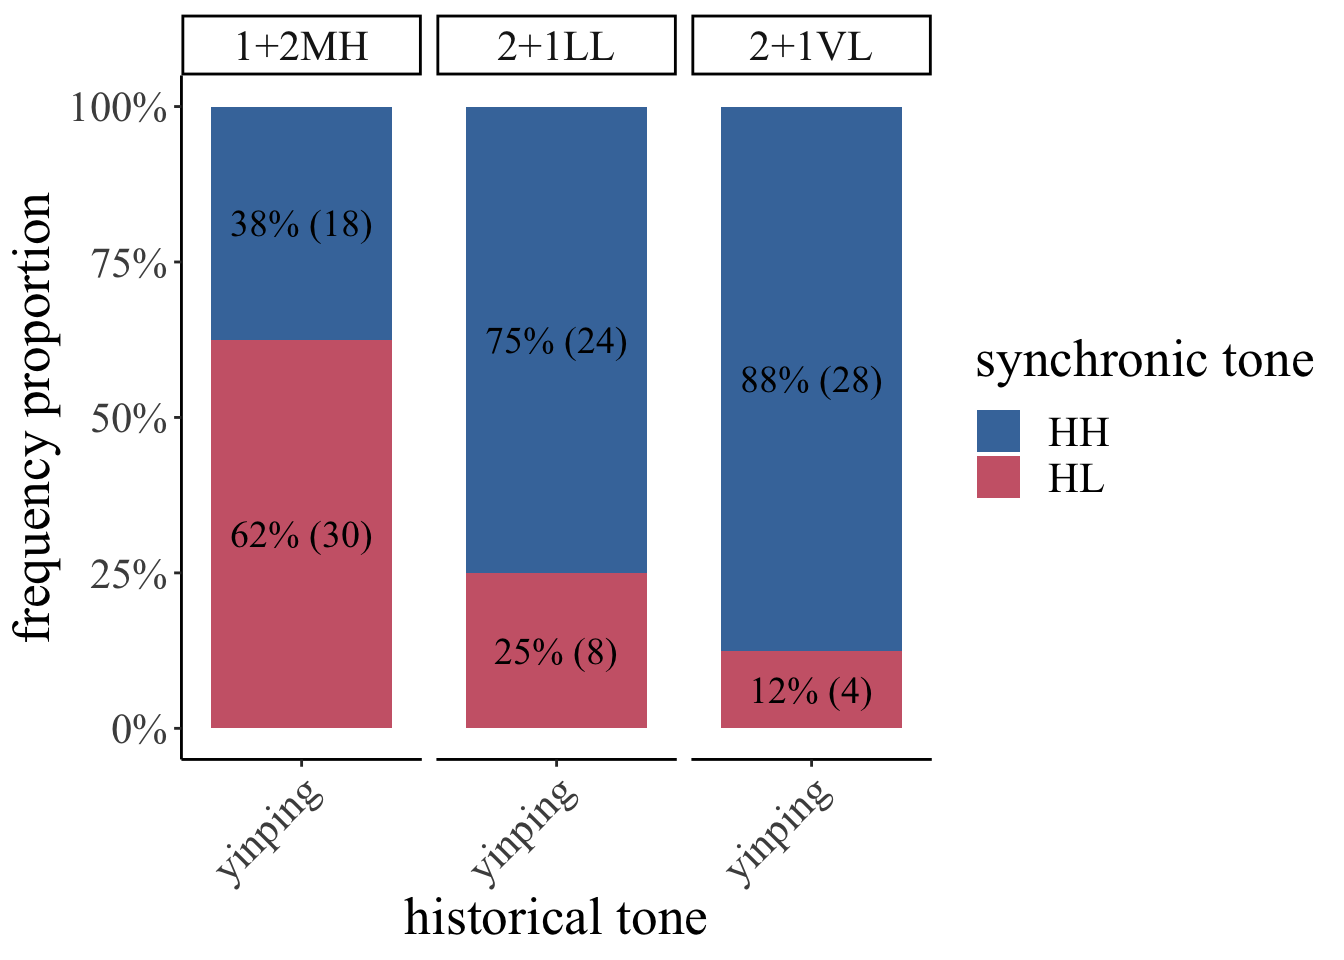 1+2MH 2+1LL 2+1VL
100%
75%
50%
25%
0%
frequency proportion
38% (18)
62% (30)
75% (24)
25% (8)
88% (28)
12% (4)
yinping yinping yinping
historical tone
synchronic tone
HH
HL